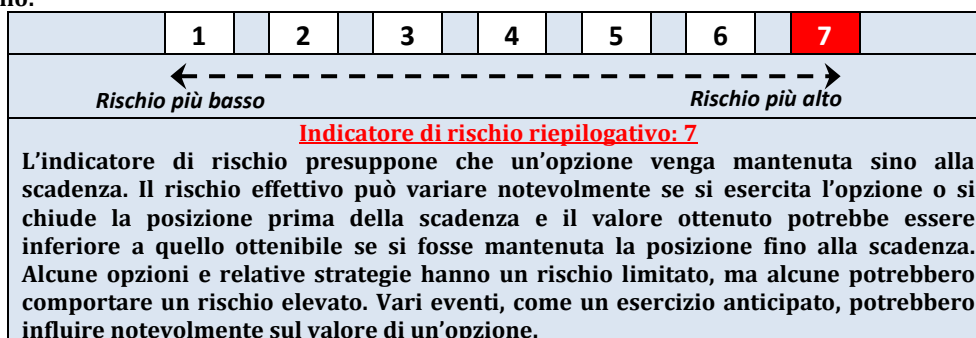 no:
1 2 3 4 5 6 7
Rischio più basso Rischio più alto
Indicatore di rischio riepilogativo: 7
L’indicatore di rischio presuppone che un’opzione venga mantenuta sino alla
scadenza. Il rischio effettivo può variare notevolmente se si esercita l’opzione o si
chiude la posizione prima della scadenza e il valore ottenuto potrebbe essere
inferiore a quello ottenibile se si fosse mantenuta la posizione fino alla scadenza.
Alcune opzioni e relative strategie hanno un rischio limitato, ma alcune potrebbero
comportare un rischio elevato. Vari eventi, come un esercizio anticipato, potrebbero
influire notevolmente sul valore di un’opzione.